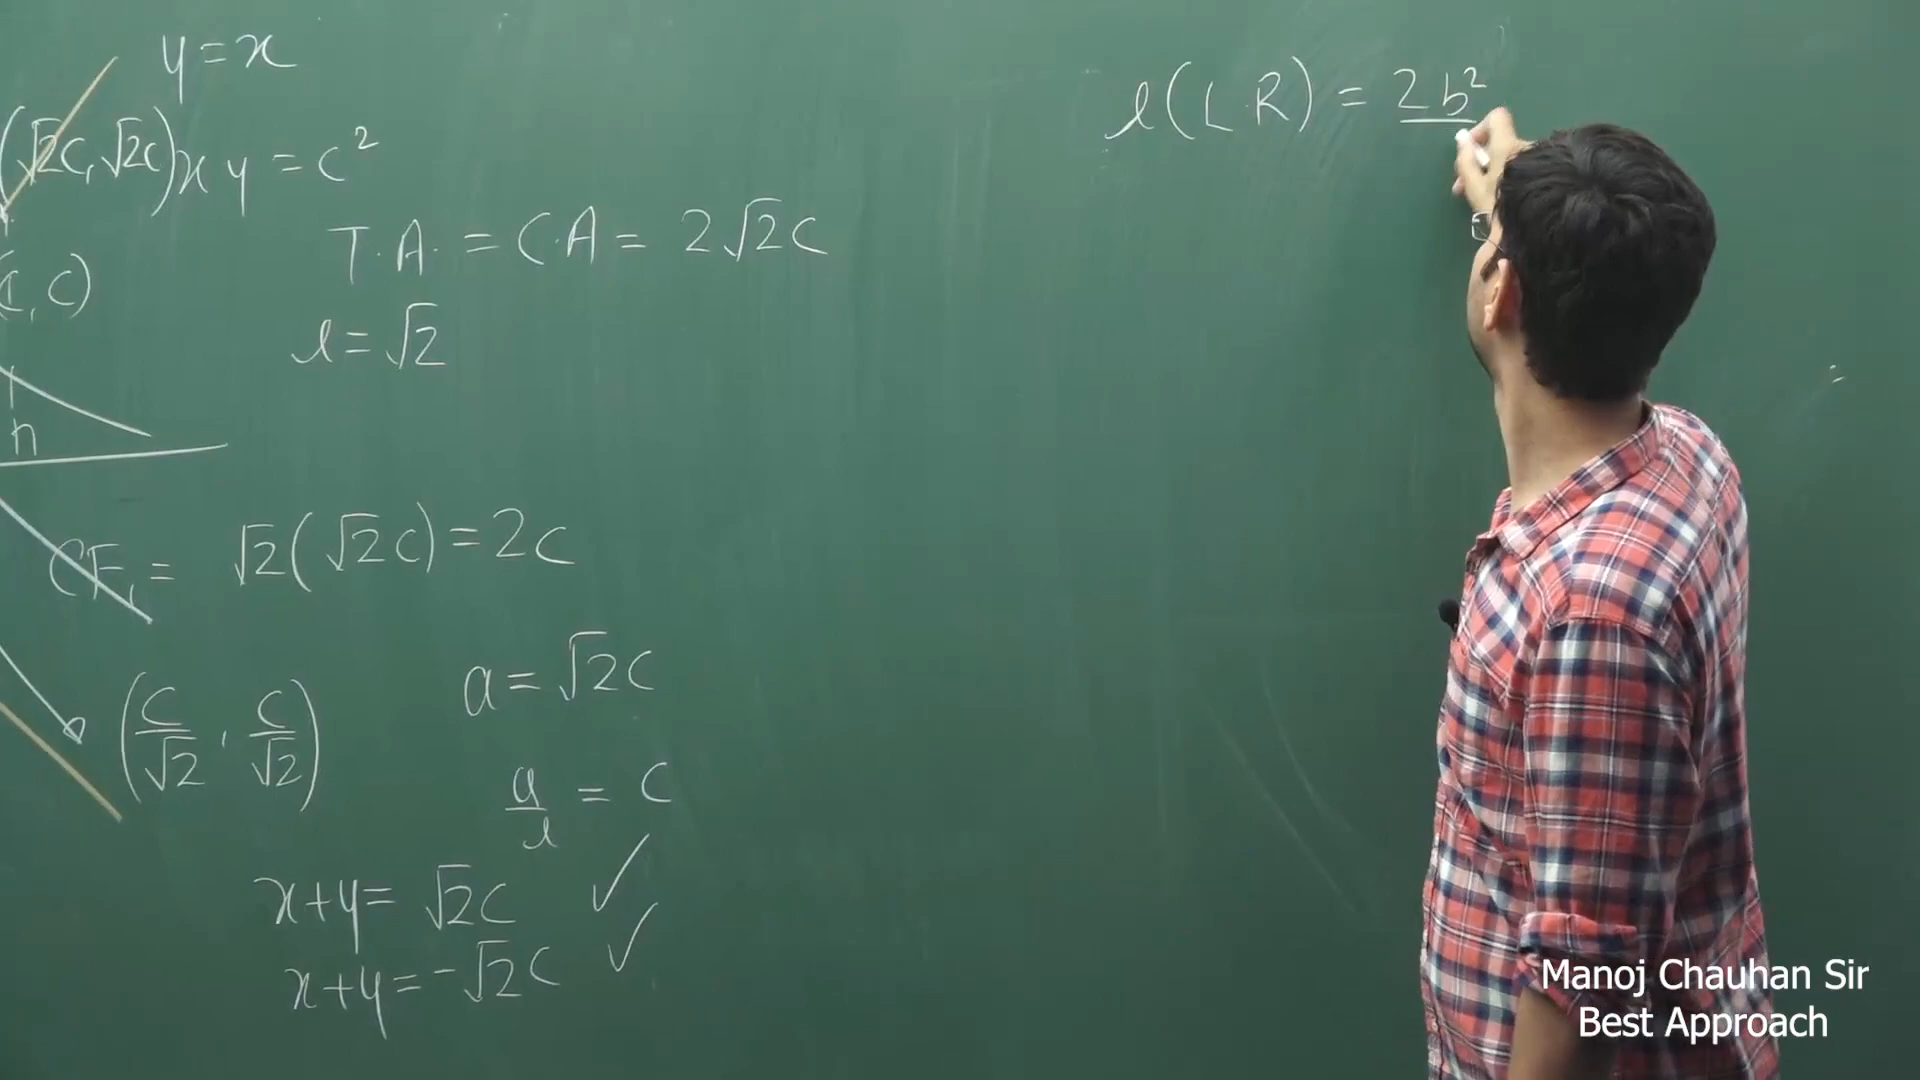 y = x
(√2c, √2c) xy = c²
T.A. = C.A = 2√2c
, c)
e = √2
n
CF₁ = √2(√2c) = 2c
a = √2c
(c/√2, c/√2)
a/e = c
x+y = √2c ✓
x+y = -√2c ✓
l(L.R) = 2b²
Manoj Chauhan Sir
Best Approach